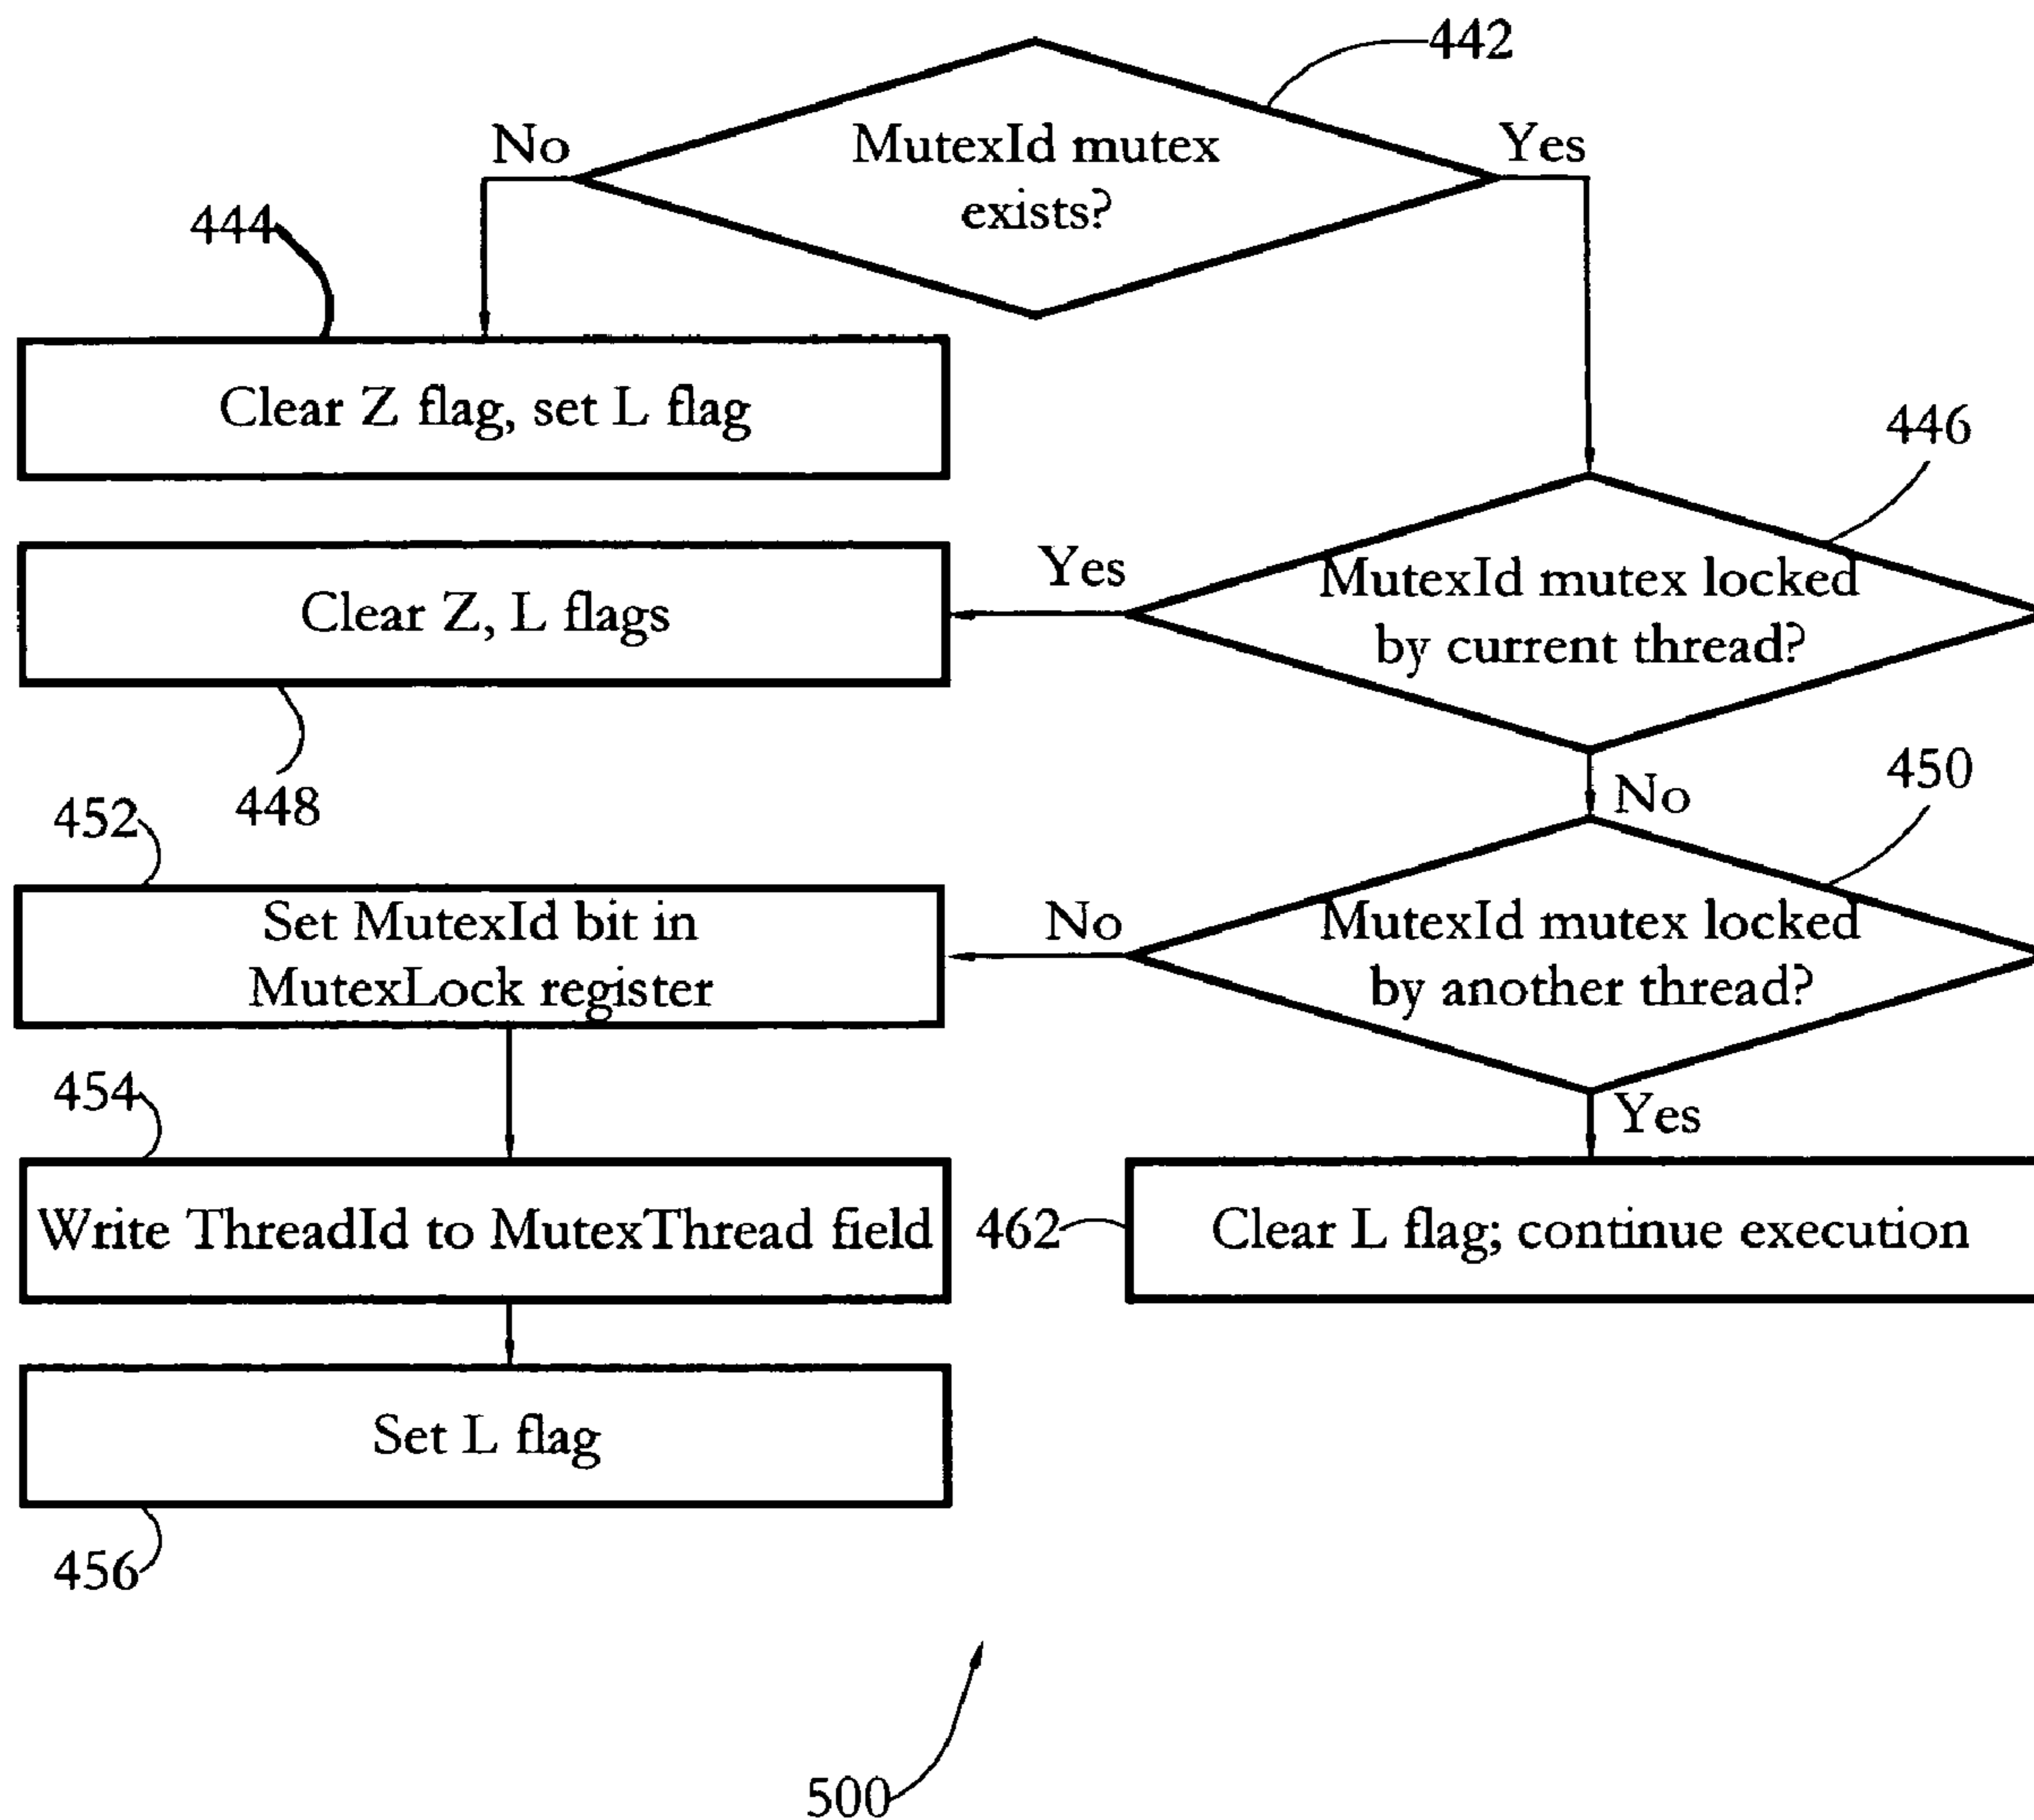 442
No
MutexId mutex
exists?
Yes
444
Clear Z flag, set L flag
446
Clear Z, L flags
Yes
MutexId mutex locked
by current thread?
448
No
450
452
Set MutexId bit in
MutexLock register
No
MutexId mutex locked
by another thread?
454
Yes
Write ThreadId to MutexThread field
462
Clear L flag; continue execution
Set L flag
456
500